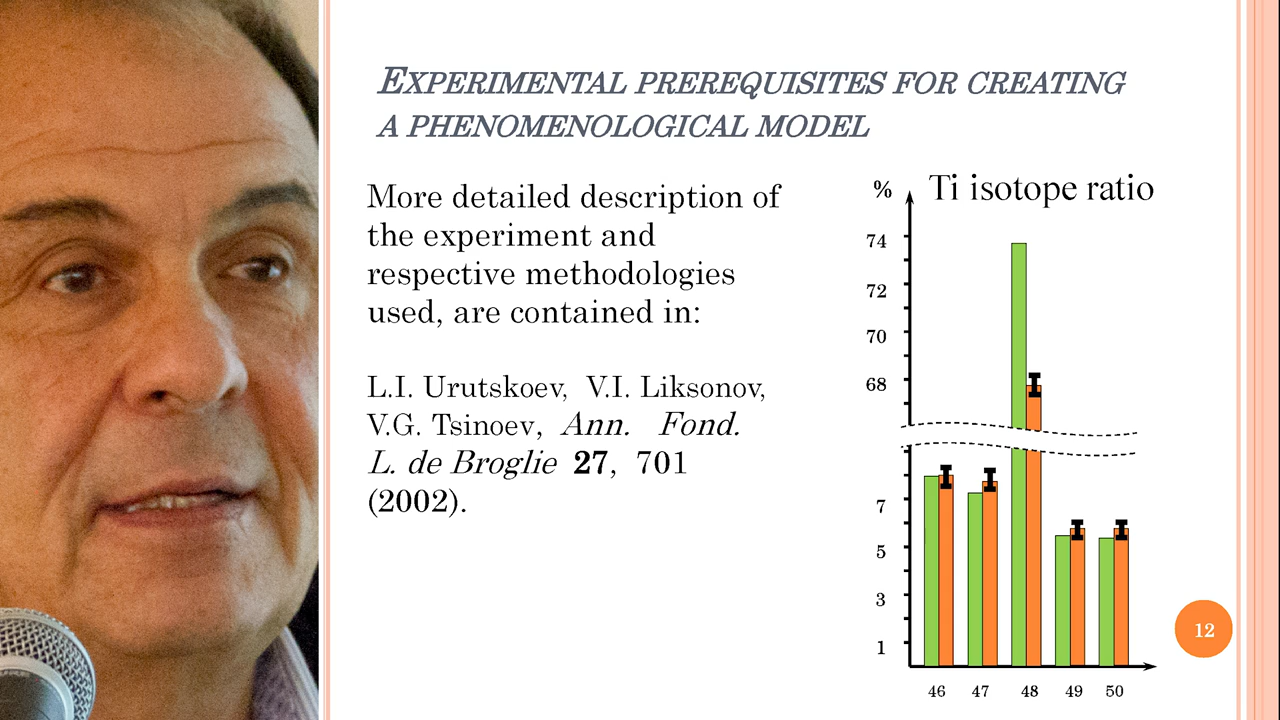 EXPERIMENTAL PREREQUISITES FOR CREATING
A PHENOMENOLOGICAL MODEL
More detailed description of
the experiment and
respective methodologies
used, are contained in:
L.I. Urutskoev, V.I. Liksonov,
V.G. Tsinoev, Ann. Fond.
L. de Broglie 27, 701
(2002).
% Ti isotope ratio
74
72
70
68
7
5
3
1
46 47 48 49 50
12